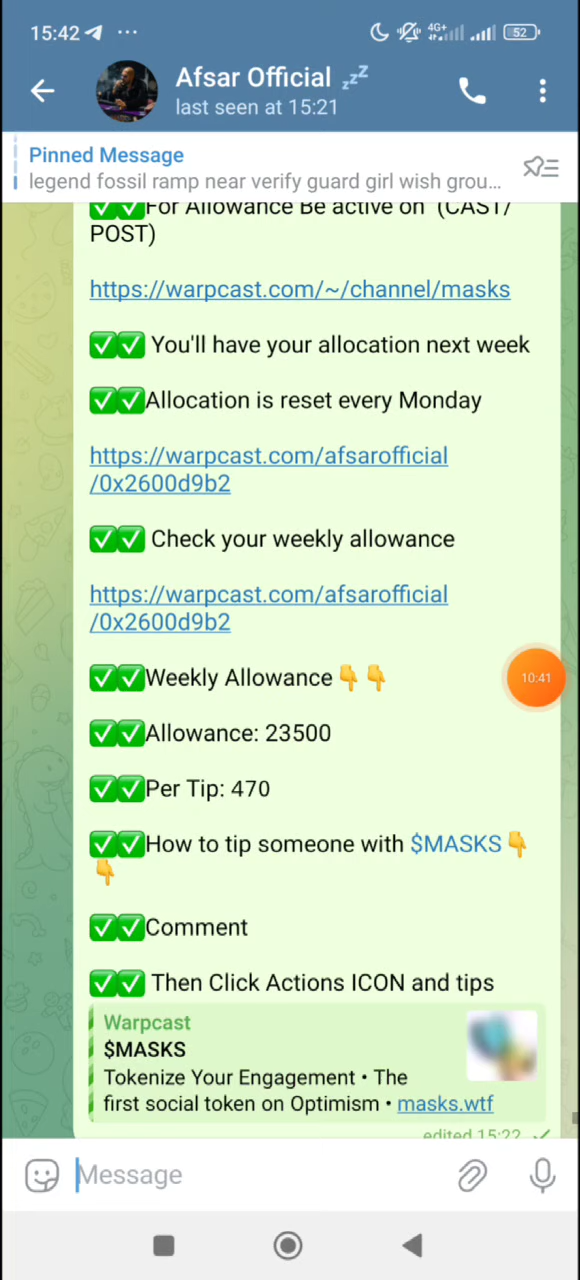 15:42
4G+
52
Afsar Official
last seen at 15:21
Pinned Message
legend fossil ramp near verify guard girl wish grou...
✅✅For Allowance Be active on (CAST/
POST)
https://warpcast.com/~/channel/masks
✅✅ You'll have your allocation next week
✅✅Allocation is reset every Monday
https://warpcast.com/afsarofficial
/0x2600d9b2
✅✅ Check your weekly allowance
https://warpcast.com/afsarofficial
/0x2600d9b2
✅✅Weekly Allowance👇👇
10:41
✅✅Allowance: 23500
✅✅Per Tip: 470
✅✅How to tip someone with $MASKS👇
👇
✅✅Comment
✅✅ Then Click Actions ICON and tips
Warpcast
$MASKS
Tokenize Your Engagement • The
first social token on Optimism • masks.wtf
edited 15:22
Message